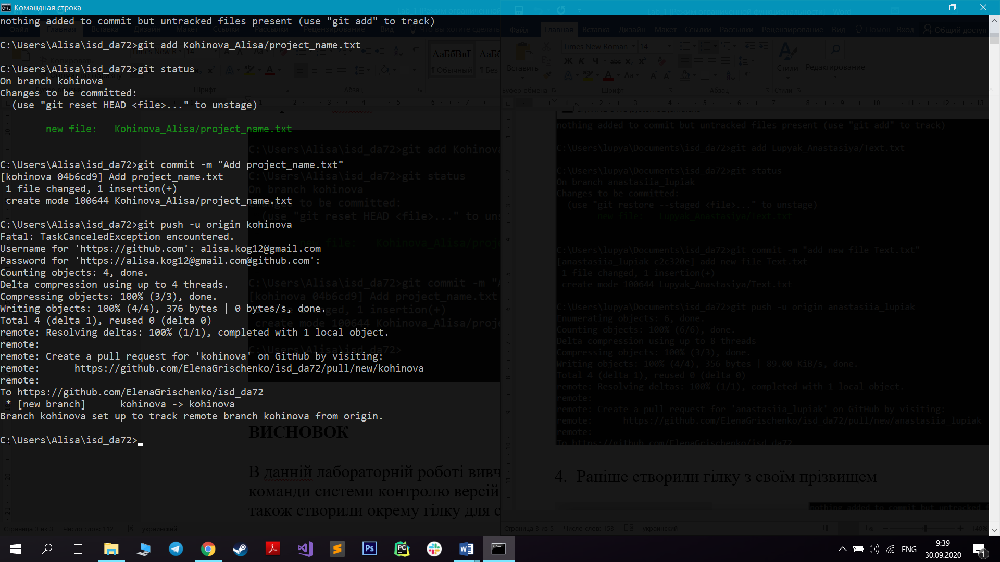 Командная строка
nothing added to commit but untracked files present (use "git add" to track)
C:\Users\Alisa\isd_da72>git add Kohinova_Alisa/project_name.txt
C:\Users\Alisa\isd_da72>git status
On branch kohinova
Changes to be committed:
  (use "git reset HEAD <file>..." to unstage)
        new file:   Kohinova_Alisa/project_name.txt
C:\Users\Alisa\isd_da72>git commit -m "Add project_name.txt"
[kohinova 04b6cd9] Add project_name.txt
 1 file changed, 1 insertion(+)
 create mode 100644 Kohinova_Alisa/project_name.txt
C:\Users\Alisa\isd_da72>git push -u origin kohinova
Fatal: TaskCanceledException encountered.
Username for 'https://github.com': alisa.kog12@gmail.com
Password for 'https://alisa.kog12@gmail.com@github.com':
Counting objects: 4, done.
Delta compression using up to 4 threads.
Compressing objects: 100% (3/3), done.
Writing objects: 100% (4/4), 376 bytes | 0 bytes/s, done.
Total 4 (delta 1), reused 0 (delta 0)
remote: Resolving deltas: 100% (1/1), completed with 1 local object.
remote:
remote: Create a pull request for 'kohinova' on GitHub by visiting:
remote:      https://github.com/ElenaGrischenko/isd_da72/pull/new/kohinova
remote:
To https://github.com/ElenaGrischenko/isd_da72
 * [new branch]      kohinova -> kohinova
Branch kohinova set up to track remote branch kohinova from origin.
C:\Users\Alisa\isd_da72>
ВИСНОВОК
В данній лабораторній роботі вивч
команди системи контролю версій
також створили окрему гілку для с
Страница 3 из 3 Число слов: 112 украинский
Файл Главная Вставка Дизайн Макет Ссылки Рассылки Рецензирование Вид Помощ Вход Общий доступ
Times New Roman 14
Вставить
Стили Редактирование
Буфер обмена Шрифт Абзац Стили
nothing added to commit but untracked files present (use "git add" to track)
C:\Users\lupya\Documents\isd_da72>git add Lupyak_Anastasiya/Text.txt
C:\Users\lupya\Documents\isd_da72>git status
On branch anastasiia_lupiak
Changes to be committed:
  (use "git restore --staged <file>..." to unstage)
        new file:   Lupyak_Anastasiya/Text.txt
C:\Users\lupya\Documents\isd_da72>git commit -m "add new file Text.txt"
[anastasiia_lupiak c2c320e] add new file Text.txt
 1 file changed, 1 insertion(+)
 create mode 100644 Lupyak_Anastasiya/Text.txt
C:\Users\lupya\Documents\isd_da72>git push -u origin anastasiia_lupiak
Enumerating objects: 6, done.
Counting objects: 100% (6/6), done.
Delta compression using up to 8 threads
Compressing objects: 100% (3/3), done.
Writing objects: 100% (4/4), 356 bytes | 89.00 KiB/s, done.
Total 4 (delta 1), reused 0 (delta 0)
remote: Resolving deltas: 100% (1/1), completed with 1 local object.
remote:
remote: Create a pull request for 'anastasiia_lupiak' on GitHub by visiting:
remote:      https://github.com/ElenaGrischenko/isd_da72/pull/new/anastasiia_lupiak
remote:
To https://github.com/ElenaGrischenko/isd_da72
4. Раніше створили гілку з своїм прізвищем
Страница 3 из 5 Число слов: 153 украинский 140%
ENG
9:39
30.09.2020
1